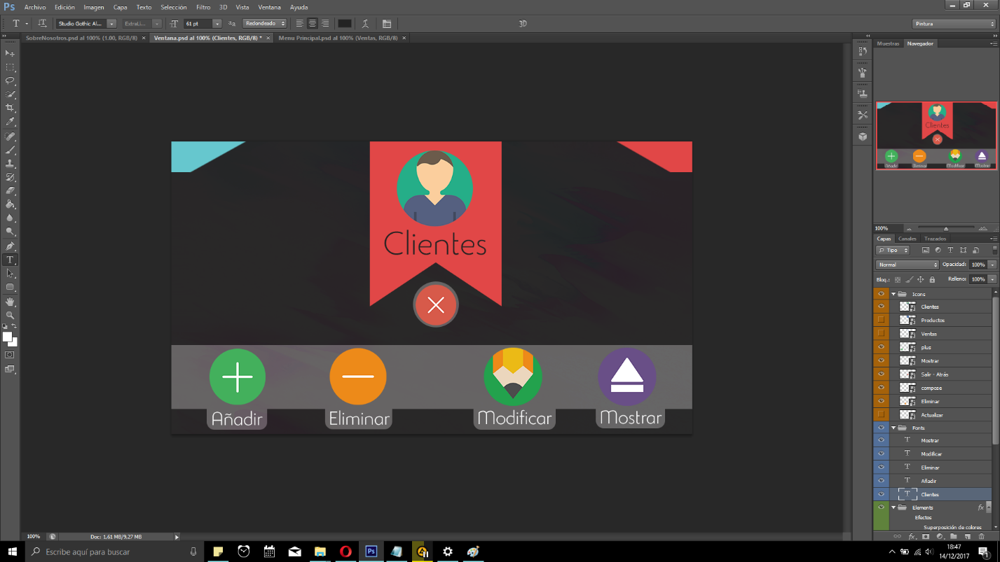 Ps Archivo Edición Imagen Capa Texto Selección Filtro 3D Vista Ventana Ayuda
T Studio Gothic Al... ExtraLi... 61 pt Redondeado 3D Pintura
SobreNosotros.psd al 100% (1.00, RGB/8) × Ventana.psd al 100% (Clientes, RGB/8) * × Menu Principal.psd al 100% (Ventas, RGB/8) ×
Muestras Navegador
Clientes
Añadir Eliminar Modificar Mostrar
100%
Capas Canales Trazados
Tipo
Normal Opacidad: 100%
Bloq.: Relleno: 100%
Icons
Clientes
Productos
Ventas
plus
Mostrar
Salir - Atrás
compose
Eliminar
Actualizar
Fonts
Mostrar
Modificar
Eliminar
Añadir
Clientes
Elements fx
Efectos
Superposición de colores
Clientes
Añadir Eliminar Modificar Mostrar
100% Doc: 1.61 MB/9.27 MB
Escribe aquí para buscar
Ps
18:47
14/12/2017
1